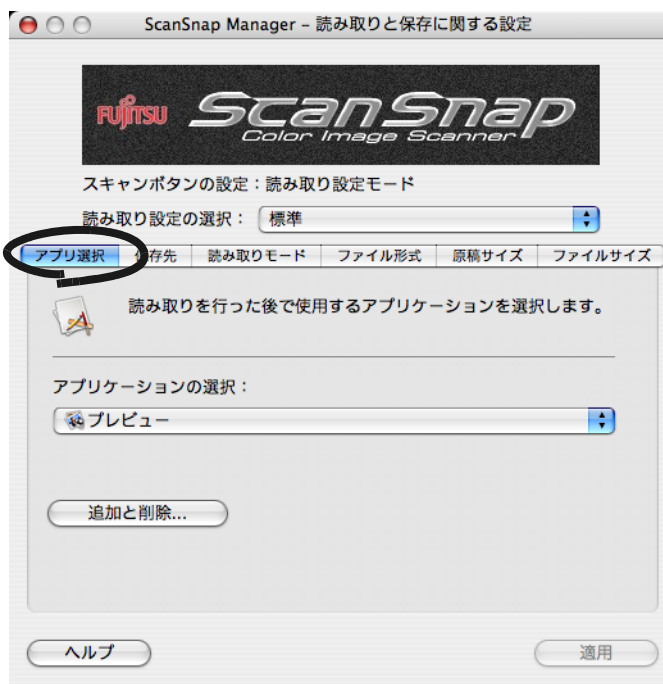 ScanSnap Manager – 読み取りと保存に関する設定
FUJITSU ScanSnap
Color Image Scanner
スキャンボタンの設定：読み取り設定モード
読み取り設定の選択： 標準
アプリ選択 存先 読み取りモード ファイル形式 原稿サイズ ファイルサイズ
読み取りを行った後で使用するアプリケーションを選択します。
アプリケーションの選択：
プレビュー
追加と削除...
ヘルプ 適用